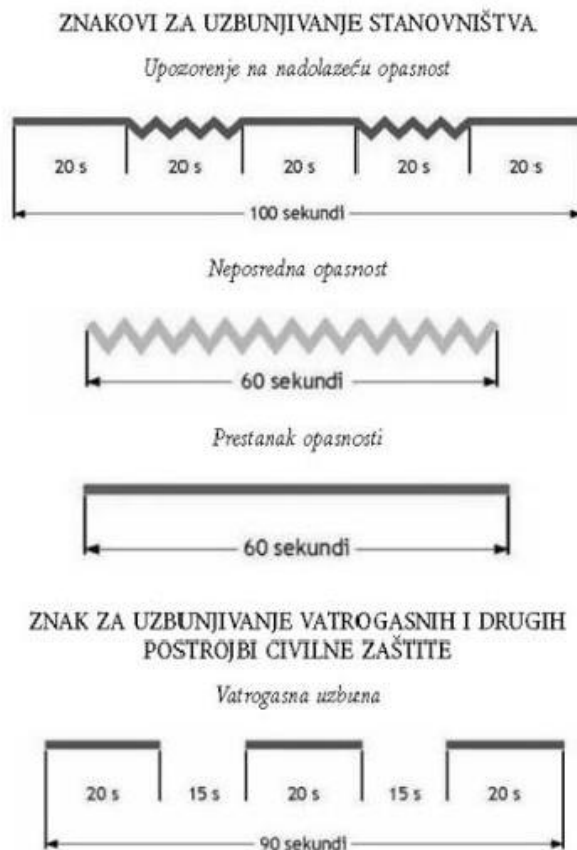 ZNAKOVI ZA UZBUNJIVANJE STANOVNIŠTVA
Upozorenje na nadolazeću opasnost
20 s 20 s 20 s 20 s 20 s
100 sekundi
Neposredna opasnost
60 sekundi
Prestanak opasnosti
60 sekundi
ZNAK ZA UZBUNJIVANJE VATROGASNIH I DRUGIH
POSTROJBI CIVILNE ZAŠTITE
Vatrogasna uzbuna
20 s 15 s 20 s 15 s 20 s
90 sekundi